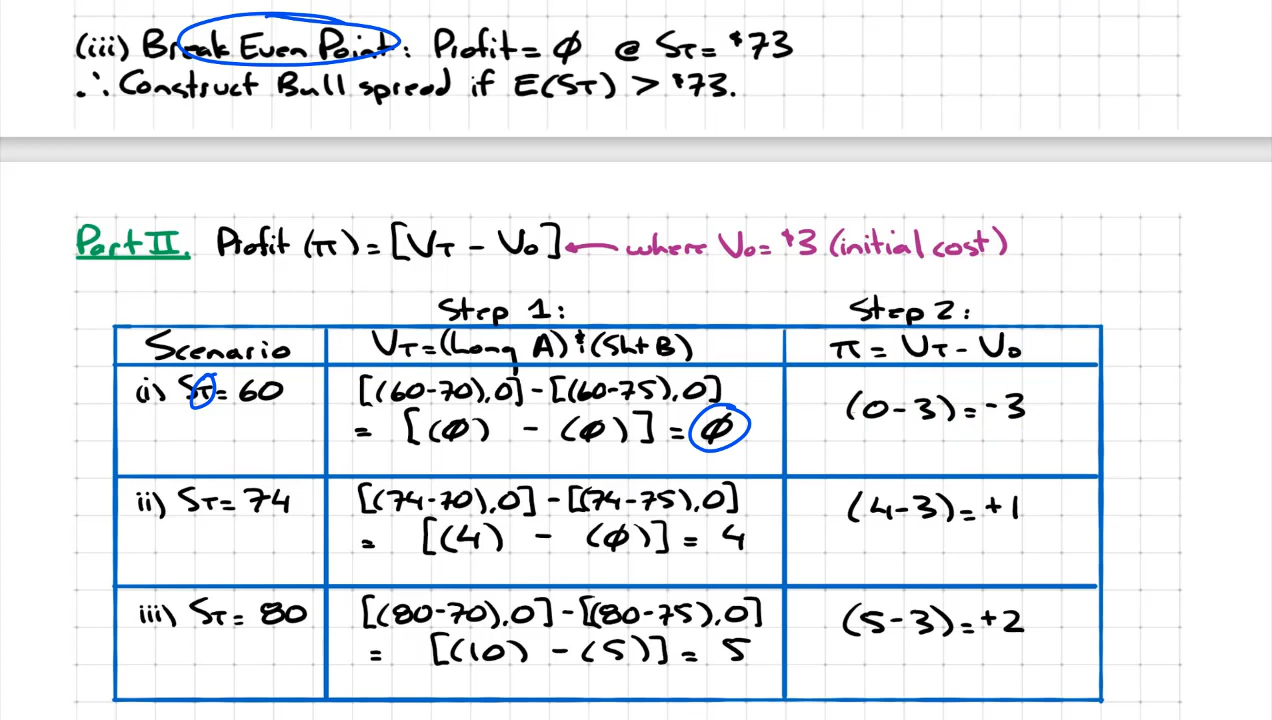 (iii) Break Even Point: Profit = ϕ @ ST = $73
∴ Construct Bull spread if E(ST) > $73.
Part II. Profit (π) = [VT - V0] ← where V0 = $3 (initial cost)
Step 1: Step 2:
Scenario VT = (Long A) & (Sht B) π = VT - V0
(i) ST = 60 [(60-70),0] - [(60-75),0] (0-3) = -3
= [(ϕ) - (ϕ)] = ϕ
ii) ST = 74 [(74-70),0] - [(74-75),0] (4-3) = +1
= [(4) - (ϕ)] = 4
iii) ST = 80 [(80-70),0] - [(80-75),0] (5-3) = +2
= [(10) - (5)] = 5